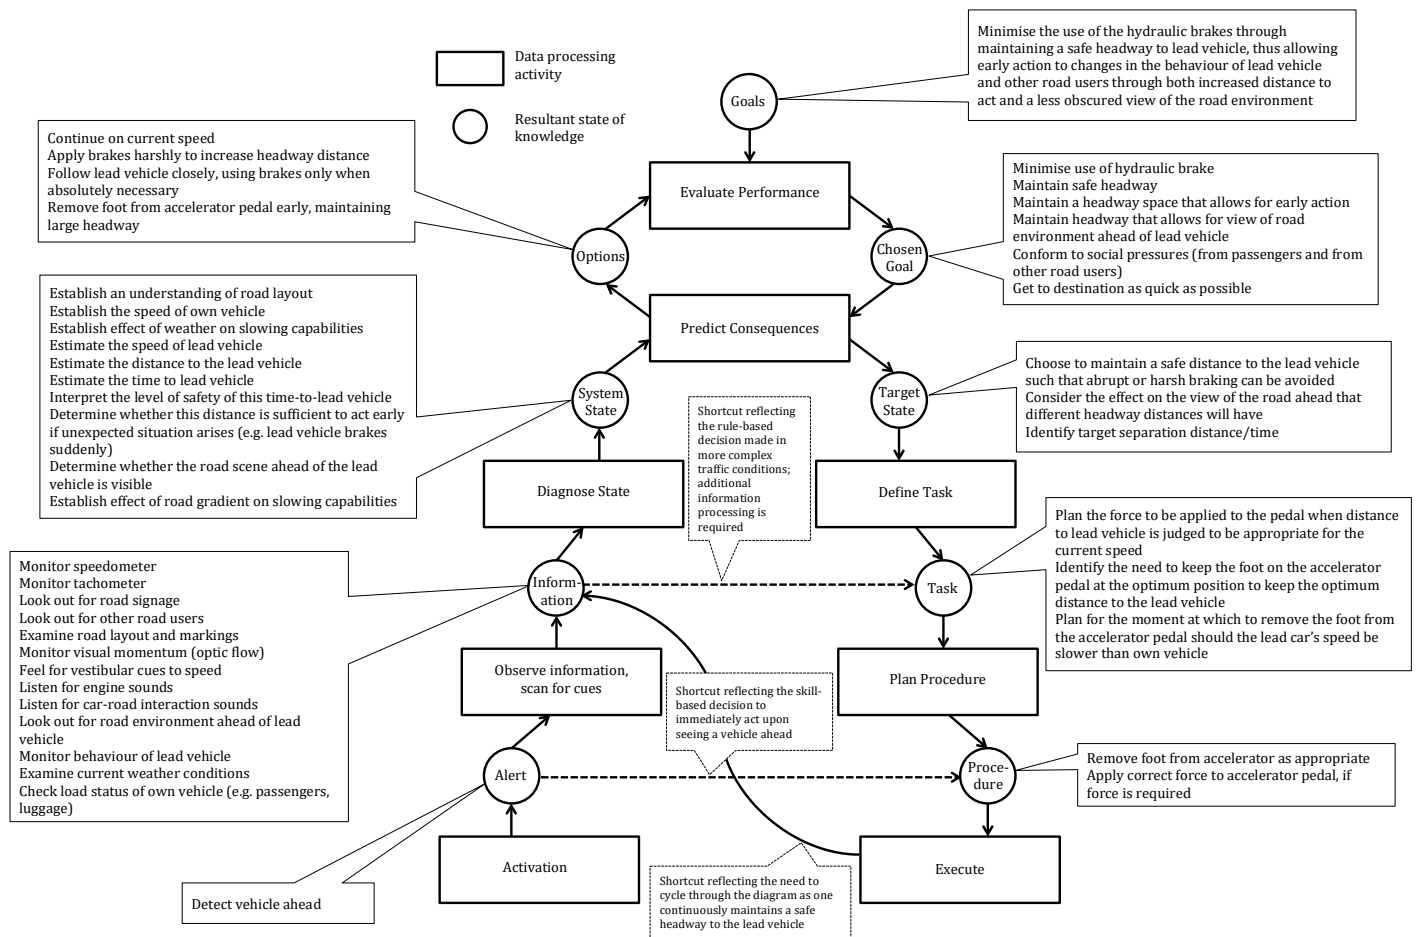 Minimise the use of the hydraulic brakes through
maintaining a safe headway to lead vehicle, thus allowing
early action to changes in the behaviour of lead vehicle
and other road users through both increased distance to
act and a less obscured view of the road environment
Data processing
activity
Goals
Resultant state of
knowledge
Continue on current speed
Apply brakes harshly to increase headway distance
Follow lead vehicle closely, using brakes only when
absolutely necessary
Remove foot from accelerator pedal early, maintaining
large headway
Evaluate Performance
Minimise use of hydraulic brake
Maintain safe headway
Maintain a headway space that allows for early action
Maintain headway that allows for view of road
environment ahead of lead vehicle
Conform to social pressures (from passengers and from
other road users)
Get to destination as quick as possible
Options
Chosen
Goal
Establish an understanding of road layout
Establish the speed of own vehicle
Establish effect of weather on slowing capabilities
Estimate the speed of lead vehicle
Estimate the distance to the lead vehicle
Estimate the time to lead vehicle
Interpret the level of safety of this time-to-lead vehicle
Determine whether this distance is sufficient to act early
if unexpected situation arises (e.g. lead vehicle brakes
suddenly)
Determine whether the road scene ahead of the lead
vehicle is visible
Establish effect of road gradient on slowing capabilities
Predict Consequences
Choose to maintain a safe distance to the lead vehicle
such that abrupt or harsh braking can be avoided
Consider the effect on the view of the road ahead that
different headway distances will have
Identify target separation distance/time
System
State
Target
State
Shortcut reflecting
the rule-based
decision made in
more complex
traffic conditions;
additional
information
processing is
required
Diagnose State
Define Task
Plan the force to be applied to the pedal when distance
to lead vehicle is judged to be appropriate for the
current speed
Identify the need to keep the foot on the accelerator
pedal at the optimum position to keep the optimum
distance to the lead vehicle
Plan for the moment at which to remove the foot from
the accelerator pedal should the lead car's speed be
slower than own vehicle
Monitor speedometer
Monitor tachometer
Look out for road signage
Look out for other road users
Examine road layout and markings
Monitor visual momentum (optic flow)
Feel for vestibular cues to speed
Listen for engine sounds
Listen for car-road interaction sounds
Look out for road environment ahead of lead
vehicle
Monitor behaviour of lead vehicle
Examine current weather conditions
Check load status of own vehicle (e.g. passengers,
luggage)
Inform-
ation
Task
Observe information,
scan for cues
Plan Procedure
Shortcut reflecting the skill-
based decision to
immediately act upon
seeing a vehicle ahead
Alert
Proce-
dure
Remove foot from accelerator as appropriate
Apply correct force to accelerator pedal, if
force is required
Activation
Execute
Detect vehicle ahead
Shortcut reflecting the need to
cycle through the diagram as one
continuously maintains a safe
headway to the lead vehicle